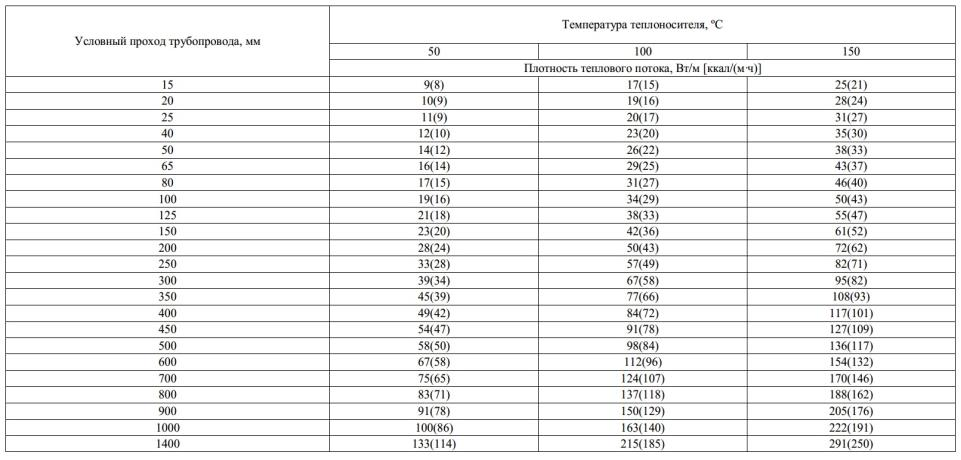 Условный проход трубопровода, мм
Температура теплоносителя, ºС
50 100 150
Плотность теплового потока, Вт/м [ккал/(м·ч)]
15 9(8) 17(15) 25(21)
20 10(9) 19(16) 28(24)
25 11(9) 20(17) 31(27)
40 12(10) 23(20) 35(30)
50 14(12) 26(22) 38(33)
65 16(14) 29(25) 43(37)
80 17(15) 31(27) 46(40)
100 19(16) 34(29) 50(43)
125 21(18) 38(33) 55(47)
150 23(20) 42(36) 61(52)
200 28(24) 50(43) 72(62)
250 33(28) 57(49) 82(71)
300 39(34) 67(58) 95(82)
350 45(39) 77(66) 108(93)
400 49(42) 84(72) 117(101)
450 54(47) 91(78) 127(109)
500 58(50) 98(84) 136(117)
600 67(58) 112(96) 154(132)
700 75(65) 124(107) 170(146)
800 83(71) 137(118) 188(162)
900 91(78) 150(129) 205(176)
1000 100(86) 163(140) 222(191)
1400 133(114) 215(185) 291(250)